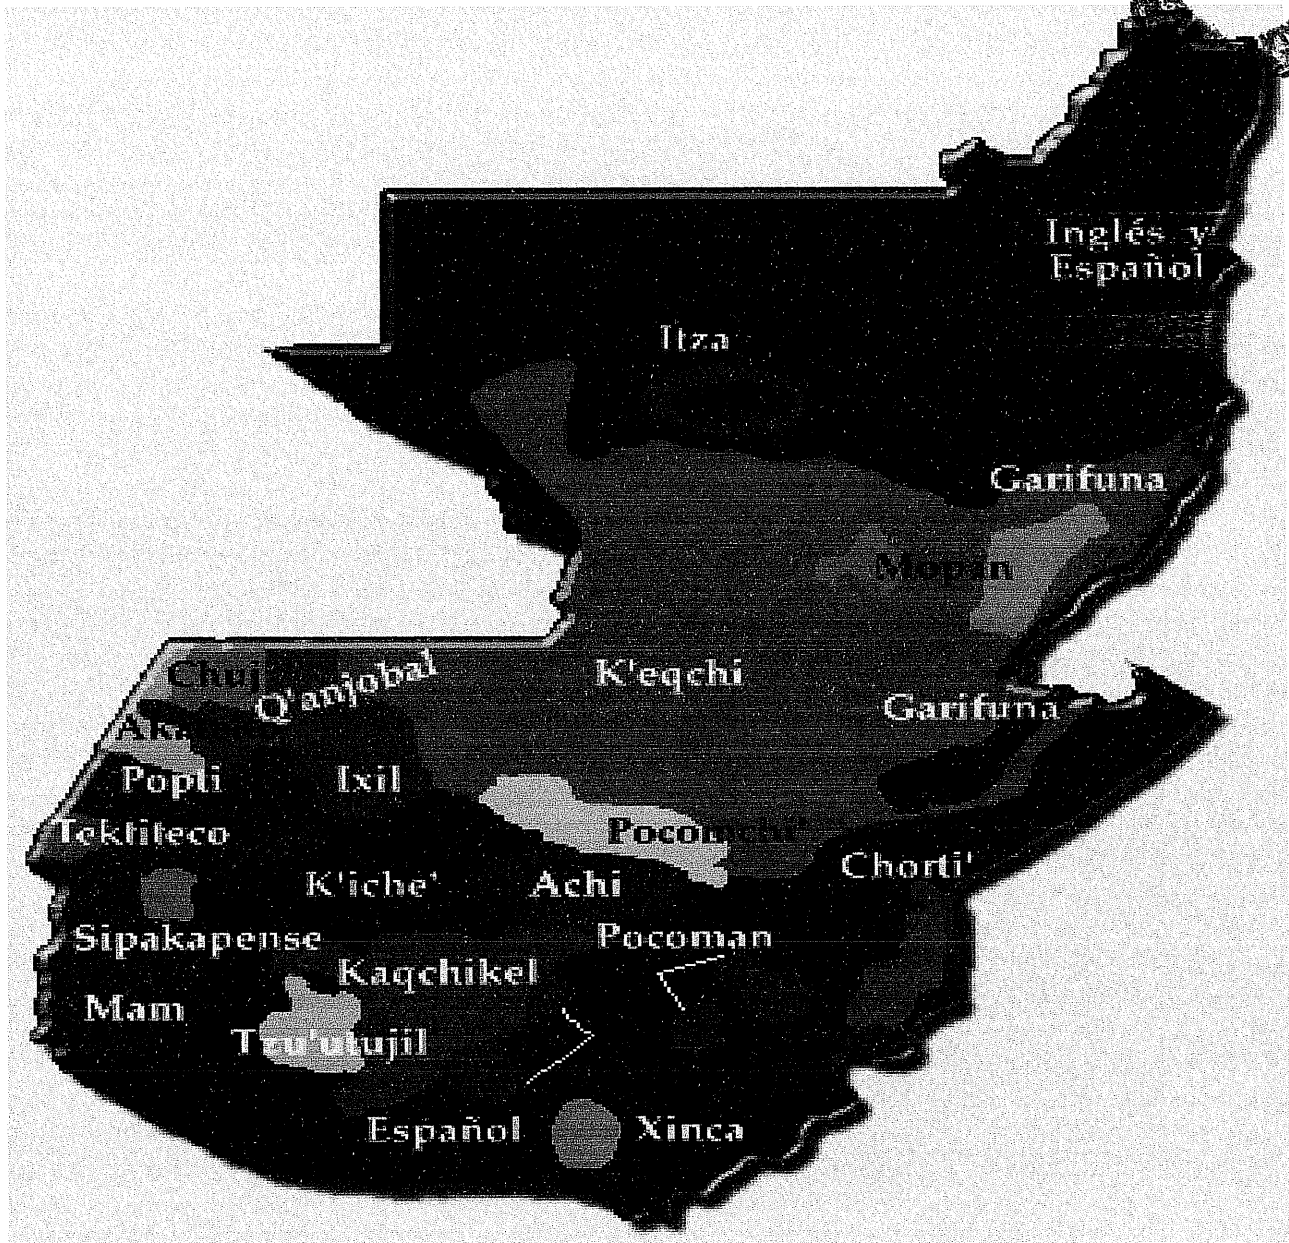 Inglés y
Español
Itza
Garifuna
Mopan
Chuj
Q'anjobal
K'eqchi
Garifuna
Popti
Ixil
Tektiteco
Pocomchi'
Chorti'
K'iche'
Achi
Sipakapense
Pocoman
Kaqchikel
Mam
Tzu'utujil
Español
Xinca